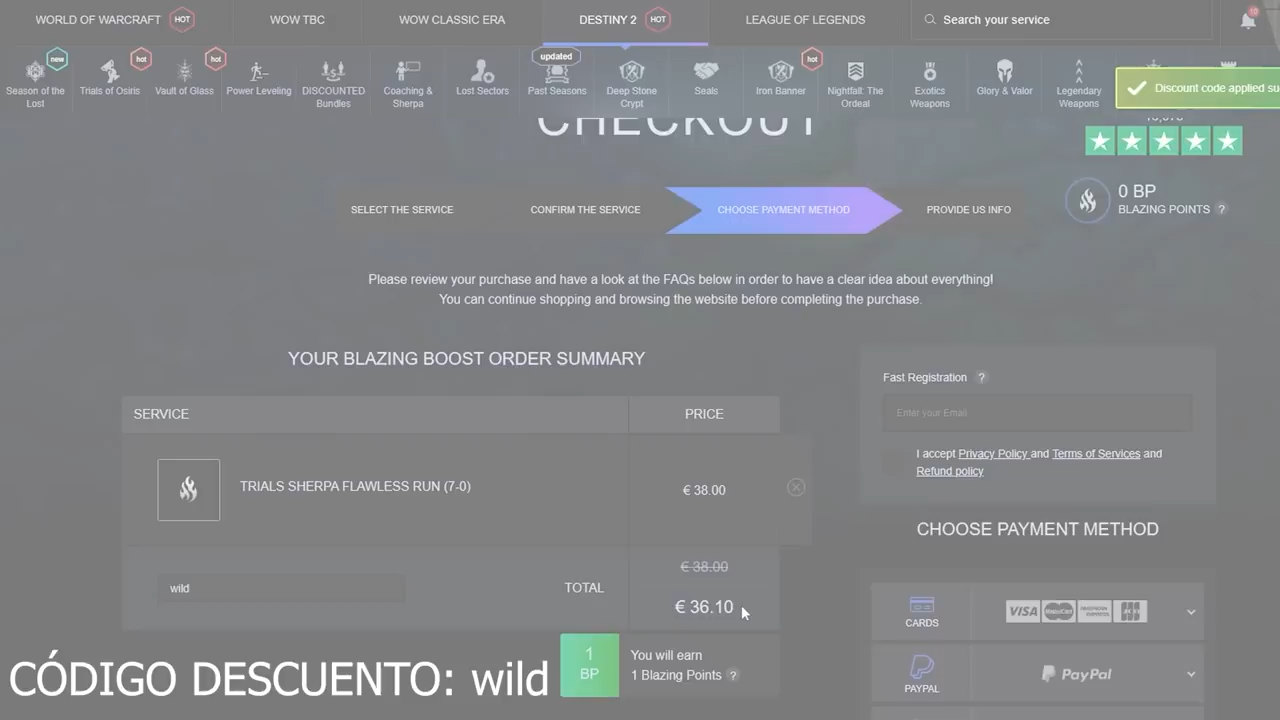 WORLD OF WARCRAFT HOT
WOW TBC
WOW CLASSIC ERA
DESTINY 2 HOT
LEAGUE OF LEGENDS
Search your service
10
new
hot
hot
updated
hot
Season of the Lost
Trials of Osiris
Vault of Glass
Power Leveling
DISCOUNTED Bundles
Coaching & Sherpa
Lost Sectors
Past Seasons
Deep Stone Crypt
Seals
Iron Banner
Nightfall: The Ordeal
Exotics Weapons
Glory & Valor
Legendary Weapons
Discount code applied su
CHECKOUT
SELECT THE SERVICE
CONFIRM THE SERVICE
CHOOSE PAYMENT METHOD
PROVIDE US INFO
0 BP
BLAZING POINTS ?
Please review your purchase and have a look at the FAQs below in order to have a clear idea about everything!
You can continue shopping and browsing the website before completing the purchase.
YOUR BLAZING BOOST ORDER SUMMARY
SERVICE
PRICE
TRIALS SHERPA FLAWLESS RUN (7-0)
€ 38.00
wild
TOTAL
€ 38.00
€ 36.10
1
BP
You will earn
1 Blazing Points ?
Fast Registration ?
Enter your Email
I accept Privacy Policy and Terms of Services and
Refund policy
CHOOSE PAYMENT METHOD
CARDS
VISA
PAYPAL
PayPal
CÓDIGO DESCUENTO: wild